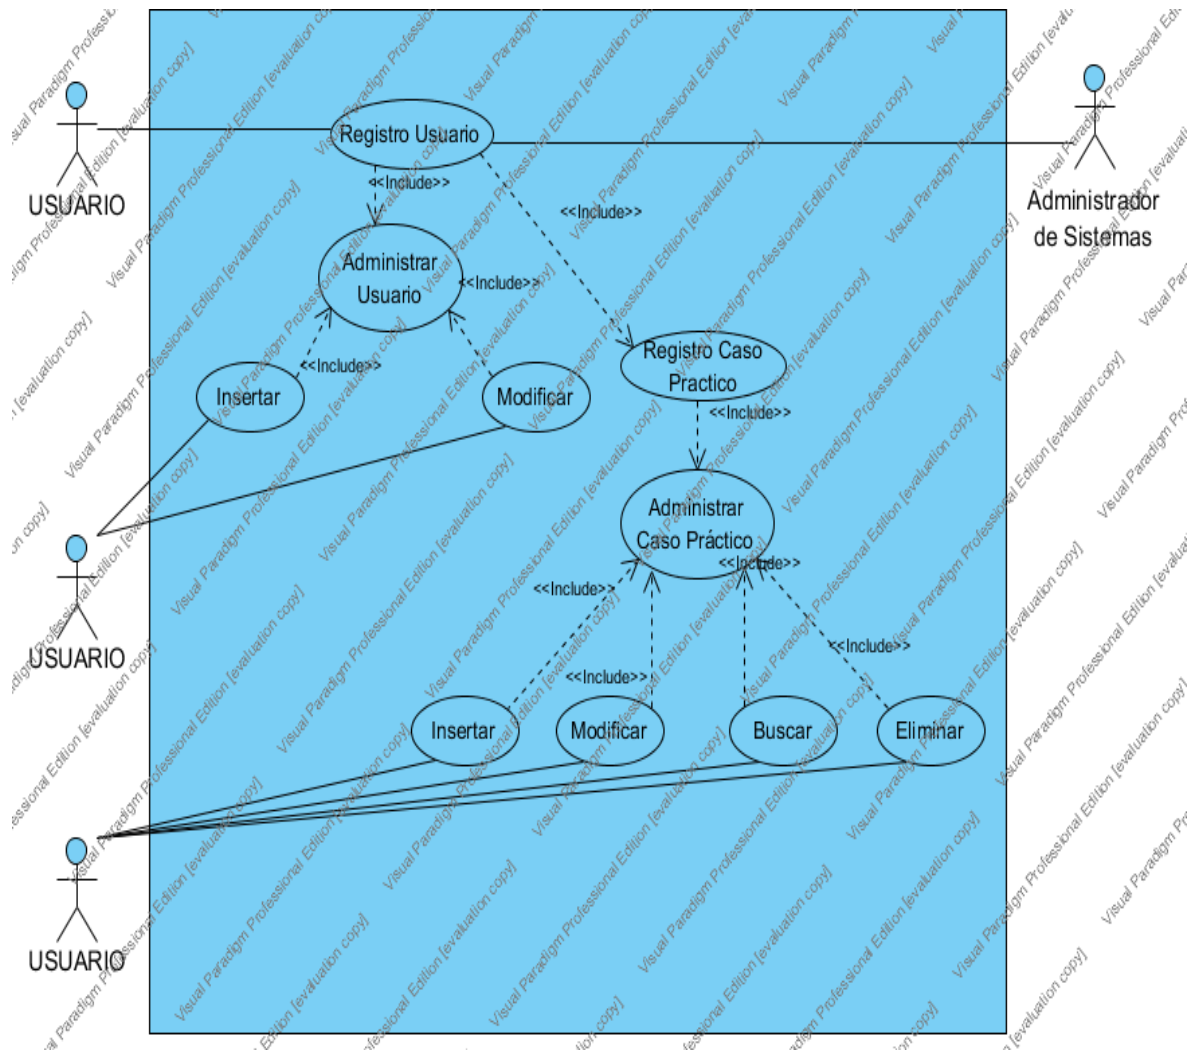 Registro Usuario
USUARIO
<<Include>>
Administrador
de Sistemas
<<Include>>
Administrar
Usuario
<<Include>>
<<Include>>
Registro Caso
Practico
Insertar
Modificar
<<Include>>
Administrar
Caso Práctico
<<Include>>
<<Include>>
USUARIO
<<Include>>
<<Include>>
Insertar
Modificar
Buscar
Eliminar
USUARIO
Visual Paradigm Professional Edition [evaluation copy]